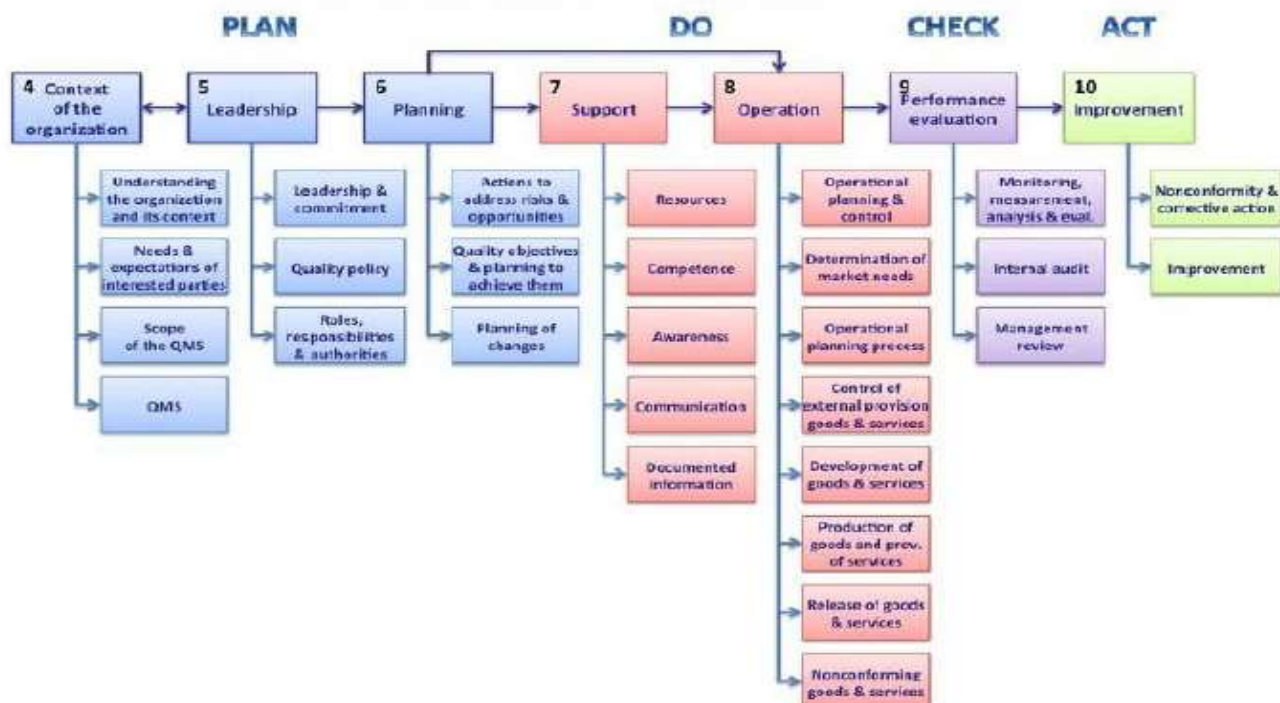 PLAN
DO
CHECK
ACT
4 Context
of the
organization
5
Leadership
6
Planning
7
Support
8
Operation
9
Performance
evaluation
10
Improvement
Understanding
the organization
and its context
Needs &
expectations of
interested parties
Scope
of the QMS
QMS
Leadership &
commitment
Quality policy
Roles,
responsibilities
& authorities
Actions to
address risks &
opportunities
Quality objectives
& planning to
achieve them
Planning of
changes
Resources
Competence
Awareness
Communication
Documented
information
Operational
planning &
control
Determination of
market needs
Operational
planning process
Control of
external provision
goods & services
Development of
goods & services
Production of
goods and prov.
of services
Release of goods
& services
Nonconforming
goods & services
Monitoring,
measurement,
analysis & eval.
Internal audit
Management
review
Nonconformity &
corrective action
Improvement